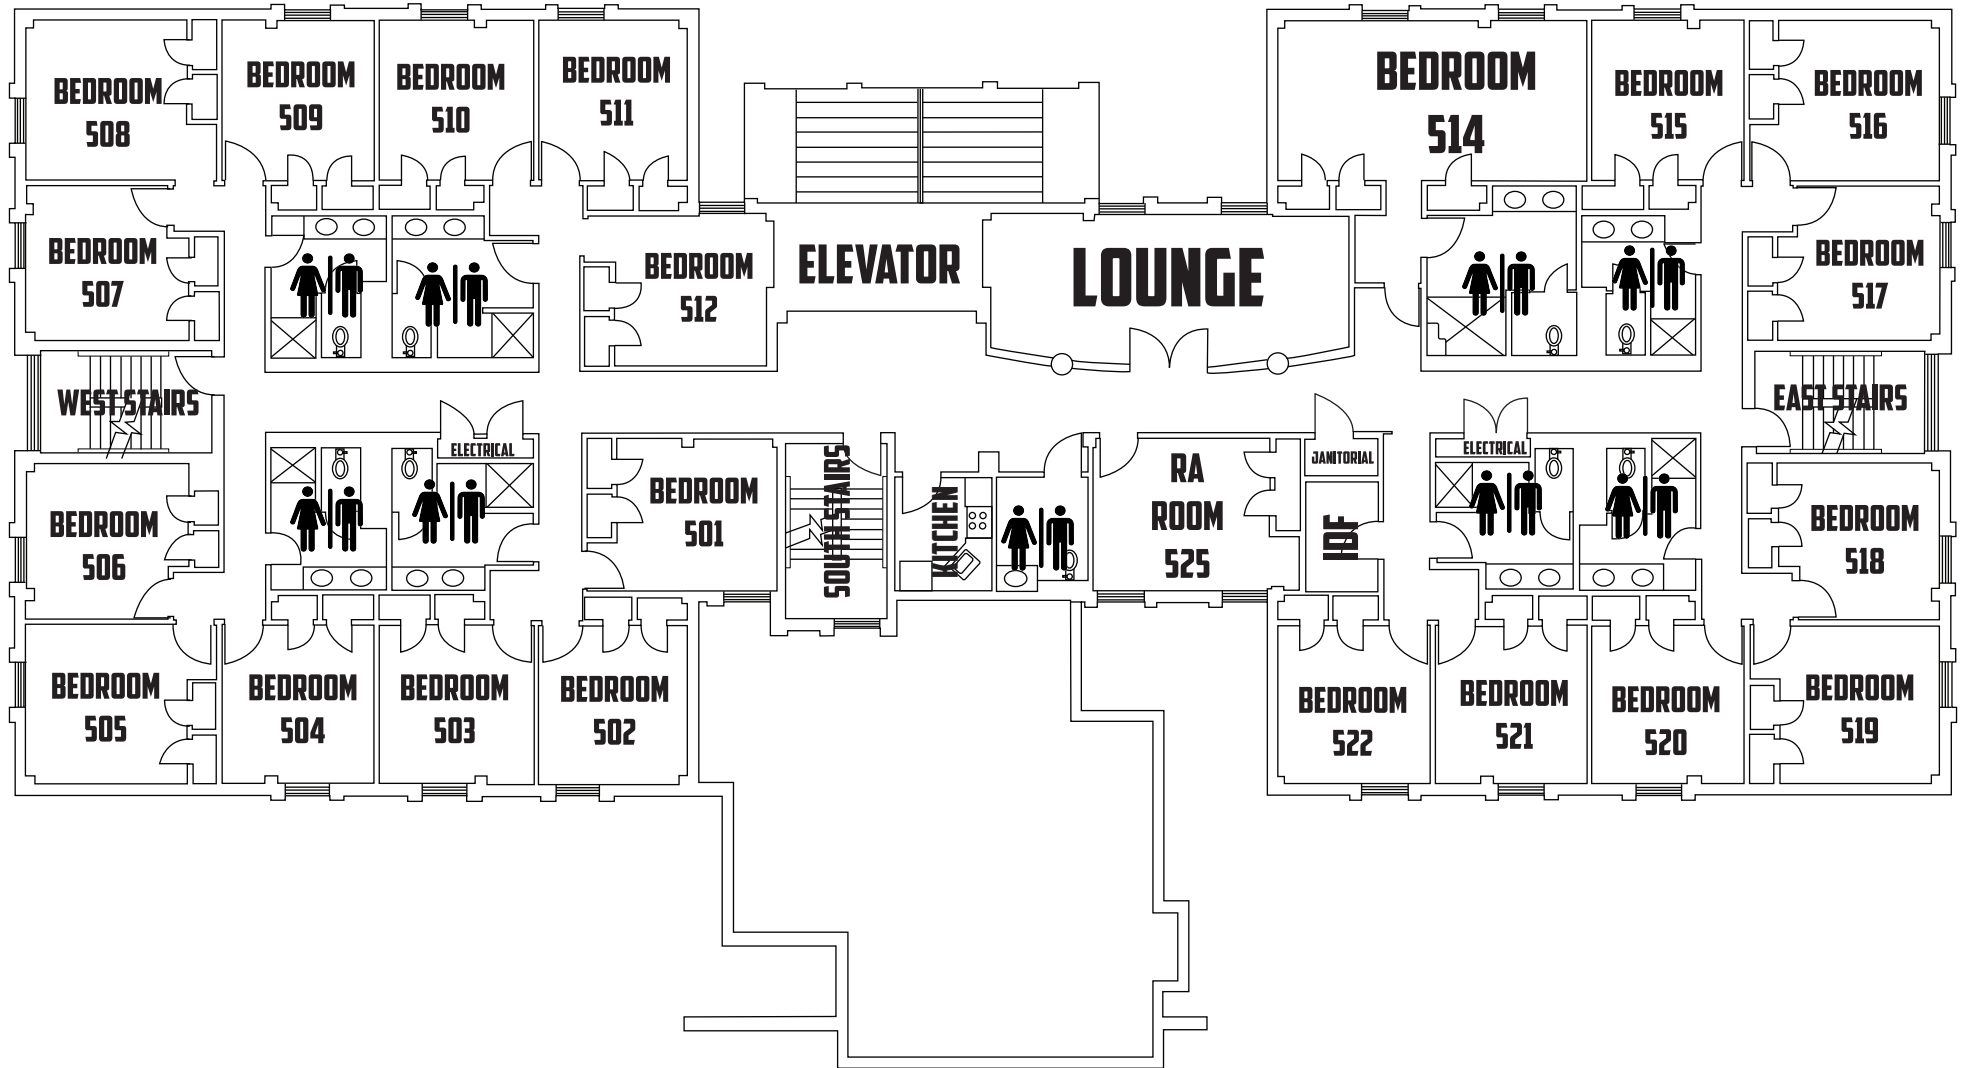 BEDROOM
508
BEDROOM
509
BEDROOM
510
BEDROOM
511
BEDROOM
514
BEDROOM
515
BEDROOM
516
BEDROOM
507
BEDROOM
512
ELEVATOR
LOUNGE
BEDROOM
517
WEST STAIRS
EAST STAIRS
ELECTRICAL
ELECTRICAL
JANITORIAL
BEDROOM
506
BEDROOM
501
SOUTH STAIRS
KITCHEN
RA
ROOM
525
IDF
BEDROOM
518
BEDROOM
505
BEDROOM
504
BEDROOM
503
BEDROOM
502
BEDROOM
522
BEDROOM
521
BEDROOM
520
BEDROOM
519